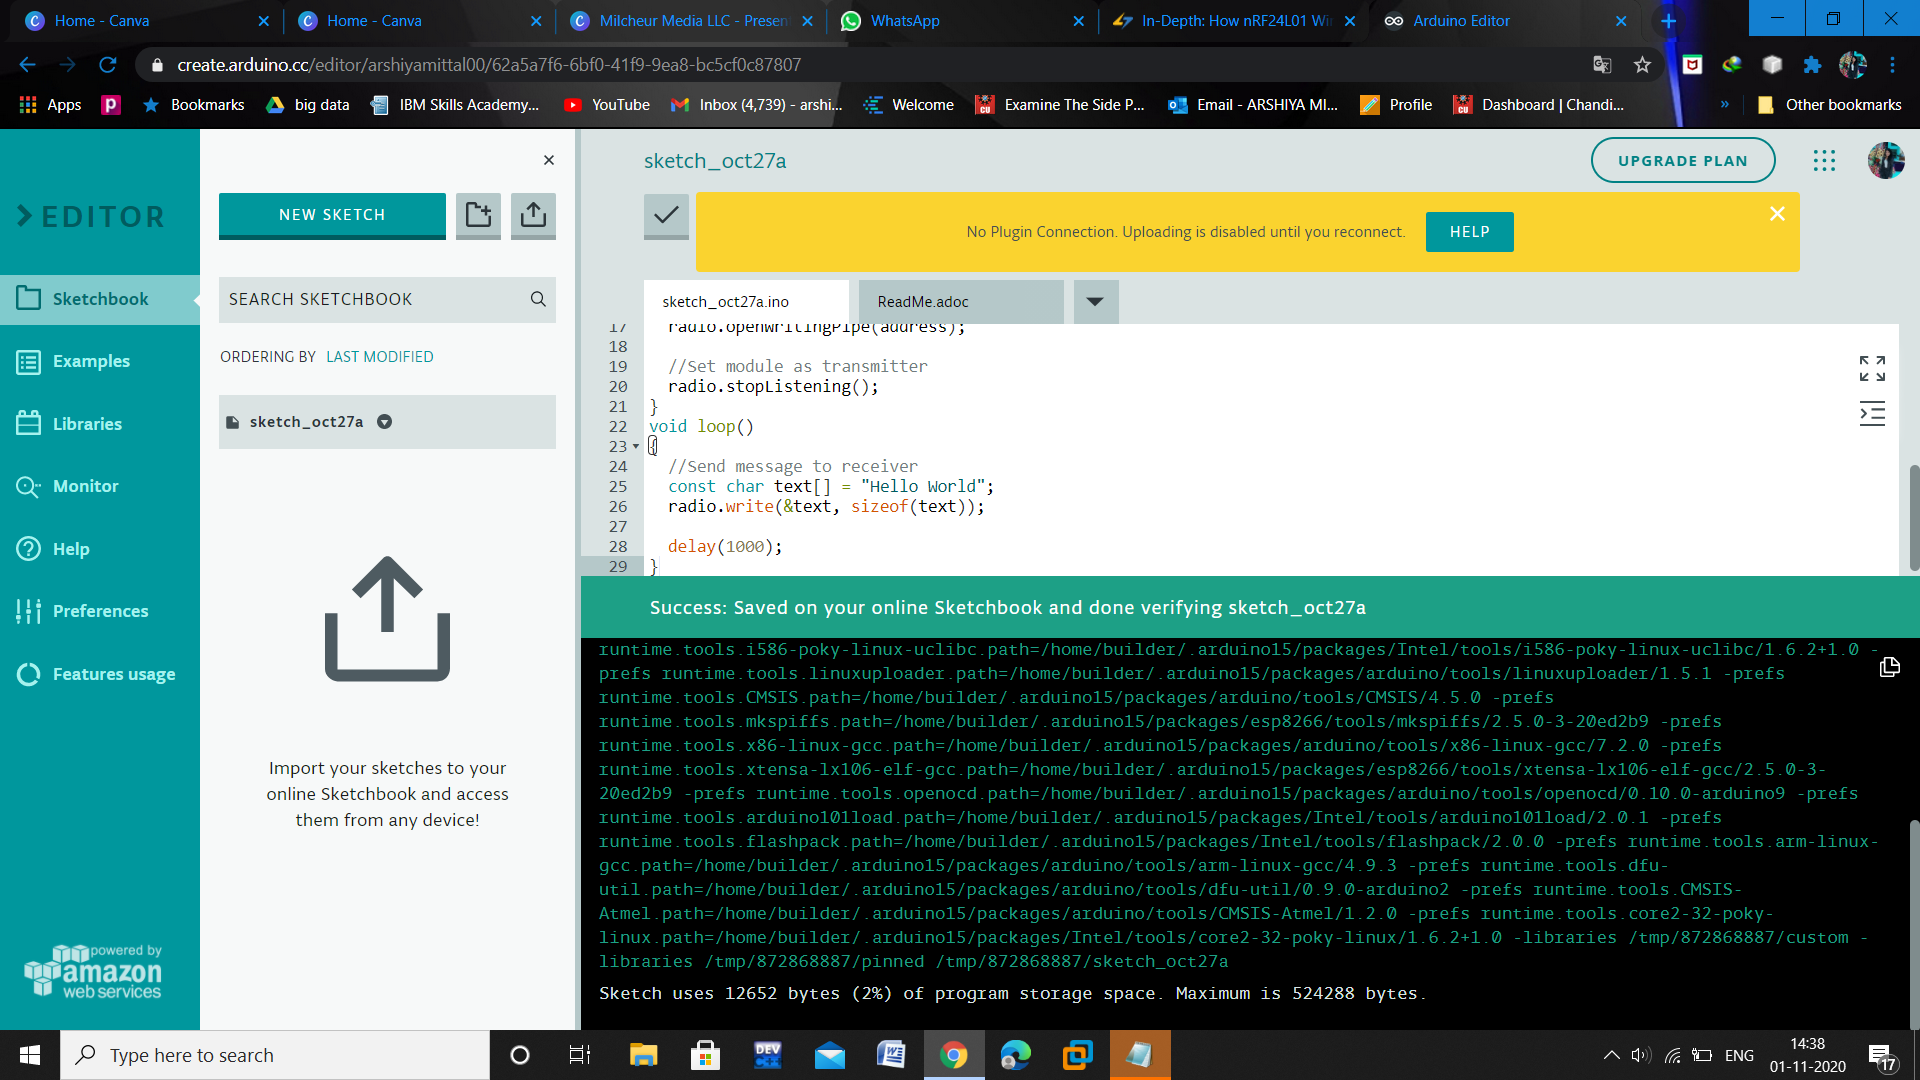 Home - Canva
Home - Canva
Milcheur Media LLC - Present
WhatsApp
In-Depth: How nRF24L01 Wi
Arduino Editor
create.arduino.cc/editor/arshiyamittal00/62a5a7f6-6bf0-41f9-9ea8-bc5cf0c87807
Apps
Bookmarks
big data
IBM Skills Academy...
YouTube
Inbox (4,739) - arshi...
Welcome
Examine The Side P...
Email - ARSHIYA MI...
Profile
Dashboard | Chandi...
»
Other bookmarks
EDITOR
Sketchbook
Examples
Libraries
Monitor
Help
Preferences
Features usage
powered by
amazon
web services
NEW SKETCH
SEARCH SKETCHBOOK
ORDERING BY LAST MODIFIED
sketch_oct27a
Import your sketches to your
online Sketchbook and access
them from any device!
sketch_oct27a
UPGRADE PLAN
No Plugin Connection. Uploading is disabled until you reconnect.
HELP
sketch_oct27a.ino
ReadMe.adoc
17 radio.openWritingPipe(address);
18
19 //Set module as transmitter
20 radio.stopListening();
21 }
22 void loop()
23 {
24 //Send message to receiver
25 const char text[] = "Hello World";
26 radio.write(&text, sizeof(text));
27
28 delay(1000);
29 }
Success: Saved on your online Sketchbook and done verifying sketch_oct27a
runtime.tools.i586-poky-linux-uclibc.path=/home/builder/.arduino15/packages/Intel/tools/i586-poky-linux-uclibc/1.6.2+1.0 -
prefs runtime.tools.linuxuploader.path=/home/builder/.arduino15/packages/arduino/tools/linuxuploader/1.5.1 -prefs
runtime.tools.CMSIS.path=/home/builder/.arduino15/packages/arduino/tools/CMSIS/4.5.0 -prefs
runtime.tools.mkspiffs.path=/home/builder/.arduino15/packages/esp8266/tools/mkspiffs/2.5.0-3-20ed2b9 -prefs
runtime.tools.x86-linux-gcc.path=/home/builder/.arduino15/packages/arduino/tools/x86-linux-gcc/7.2.0 -prefs
runtime.tools.xtensa-lx106-elf-gcc.path=/home/builder/.arduino15/packages/esp8266/tools/xtensa-lx106-elf-gcc/2.5.0-3-
20ed2b9 -prefs runtime.tools.openocd.path=/home/builder/.arduino15/packages/arduino/tools/openocd/0.10.0-arduino9 -prefs
runtime.tools.arduino101load.path=/home/builder/.arduino15/packages/Intel/tools/arduino101load/2.0.1 -prefs
runtime.tools.flashpack.path=/home/builder/.arduino15/packages/Intel/tools/flashpack/2.0.0 -prefs runtime.tools.arm-linux-
gcc.path=/home/builder/.arduino15/packages/arduino/tools/arm-linux-gcc/4.9.3 -prefs runtime.tools.dfu-
util.path=/home/builder/.arduino15/packages/arduino/tools/dfu-util/0.9.0-arduino2 -prefs runtime.tools.CMSIS-
Atmel.path=/home/builder/.arduino15/packages/arduino/tools/CMSIS-Atmel/1.2.0 -prefs runtime.tools.core2-32-poky-
linux.path=/home/builder/.arduino15/packages/Intel/tools/core2-32-poky-linux/1.6.2+1.0 -libraries /tmp/872868887/custom -
libraries /tmp/872868887/pinned /tmp/872868887/sketch_oct27a
Sketch uses 12652 bytes (2%) of program storage space. Maximum is 524288 bytes.
Type here to search
DEV
ENG
14:38
01-11-2020
17